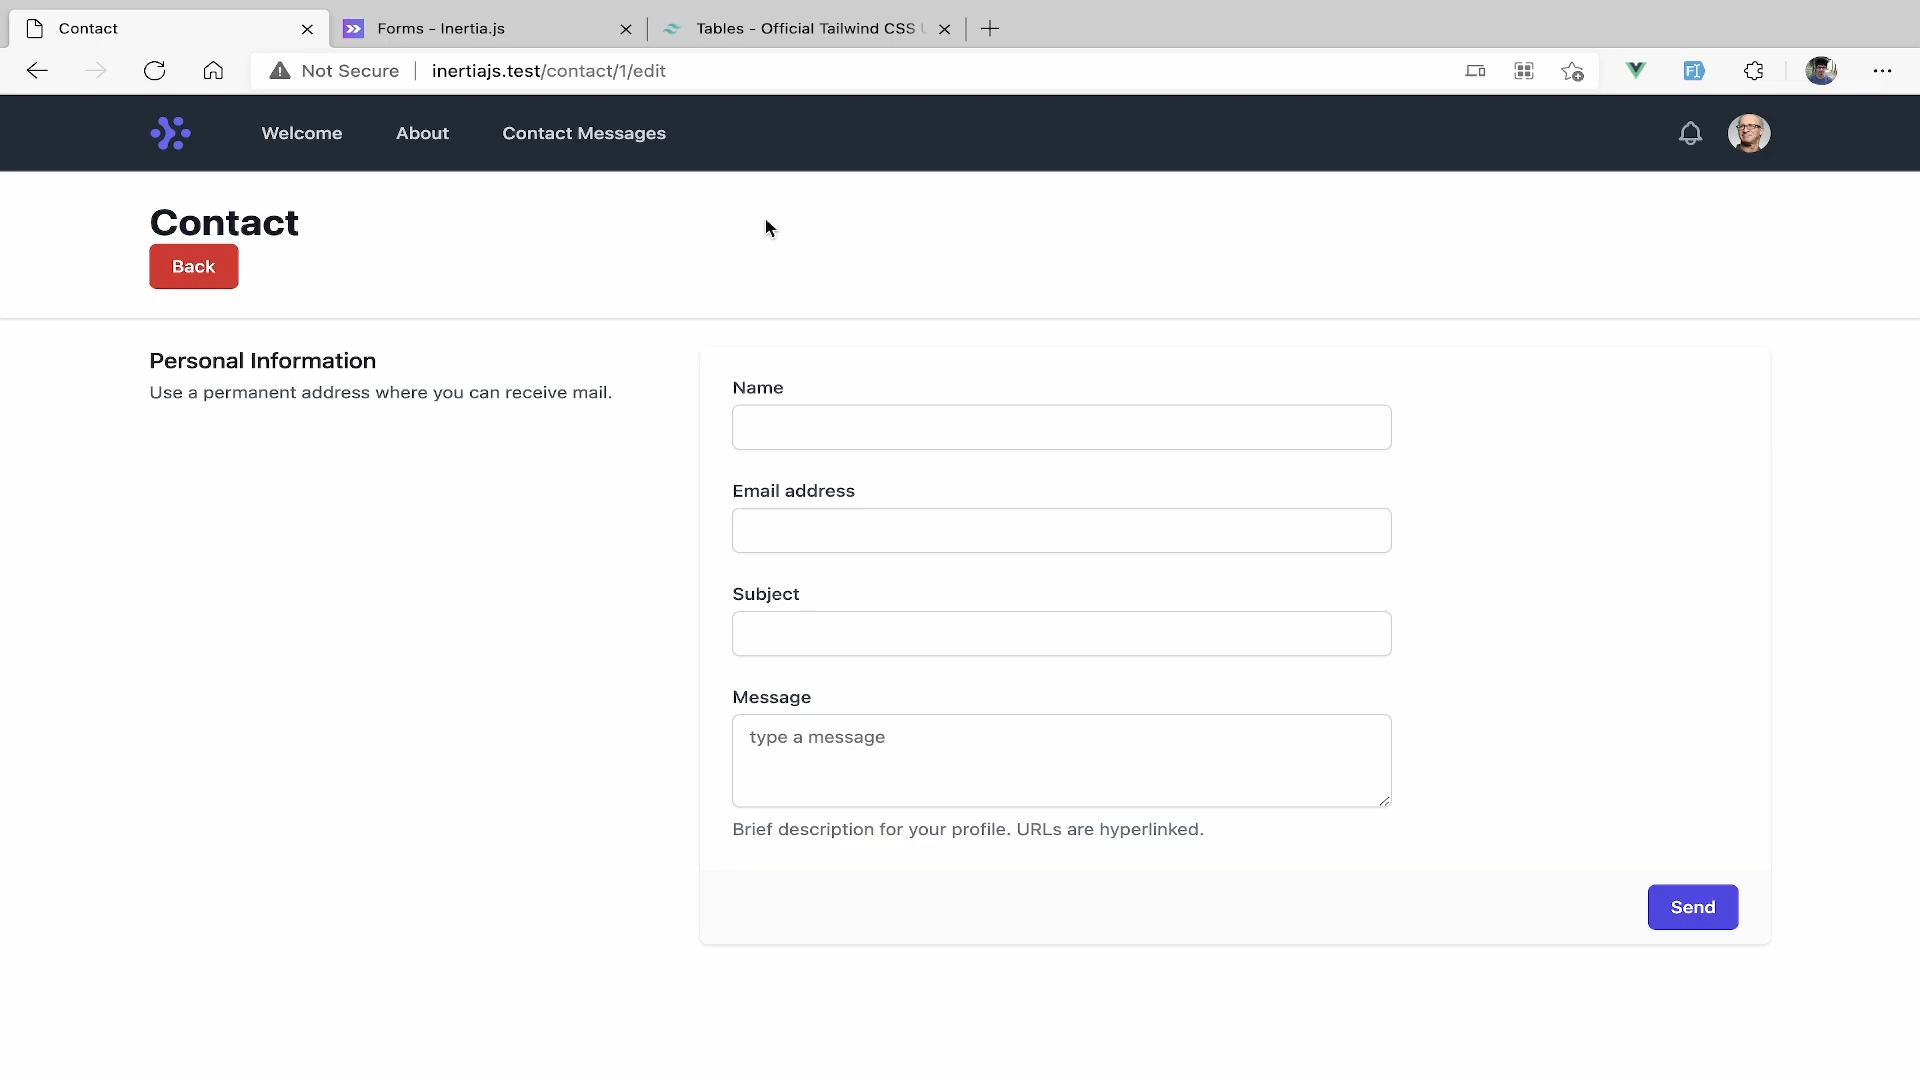 Contact
Forms - Inertia.js
Tables - Official Tailwind CSS
Not Secure
inertiajs.test/contact/1/edit
Welcome
About
Contact Messages
Contact
Back
Personal Information
Use a permanent address where you can receive mail.
Name
Email address
Subject
Message
type a message
Brief description for your profile. URLs are hyperlinked.
Send